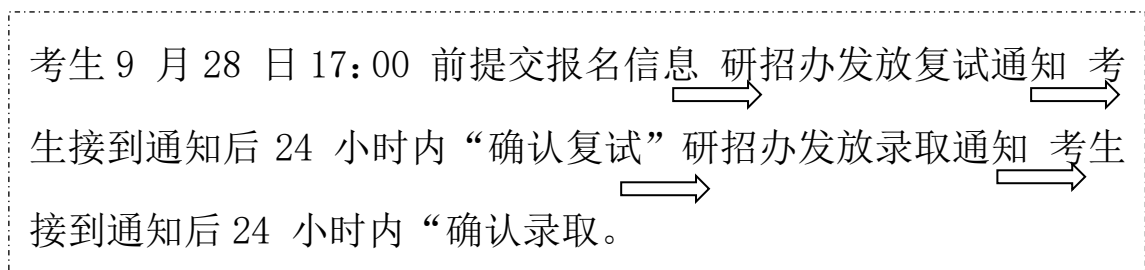 考生 9 月 28 日 17:00 前提交报名信息 研招办发放复试通知 考
生接到通知后 24 小时内“确认复试”研招办发放录取通知 考生
接到通知后 24 小时内“确认录取。